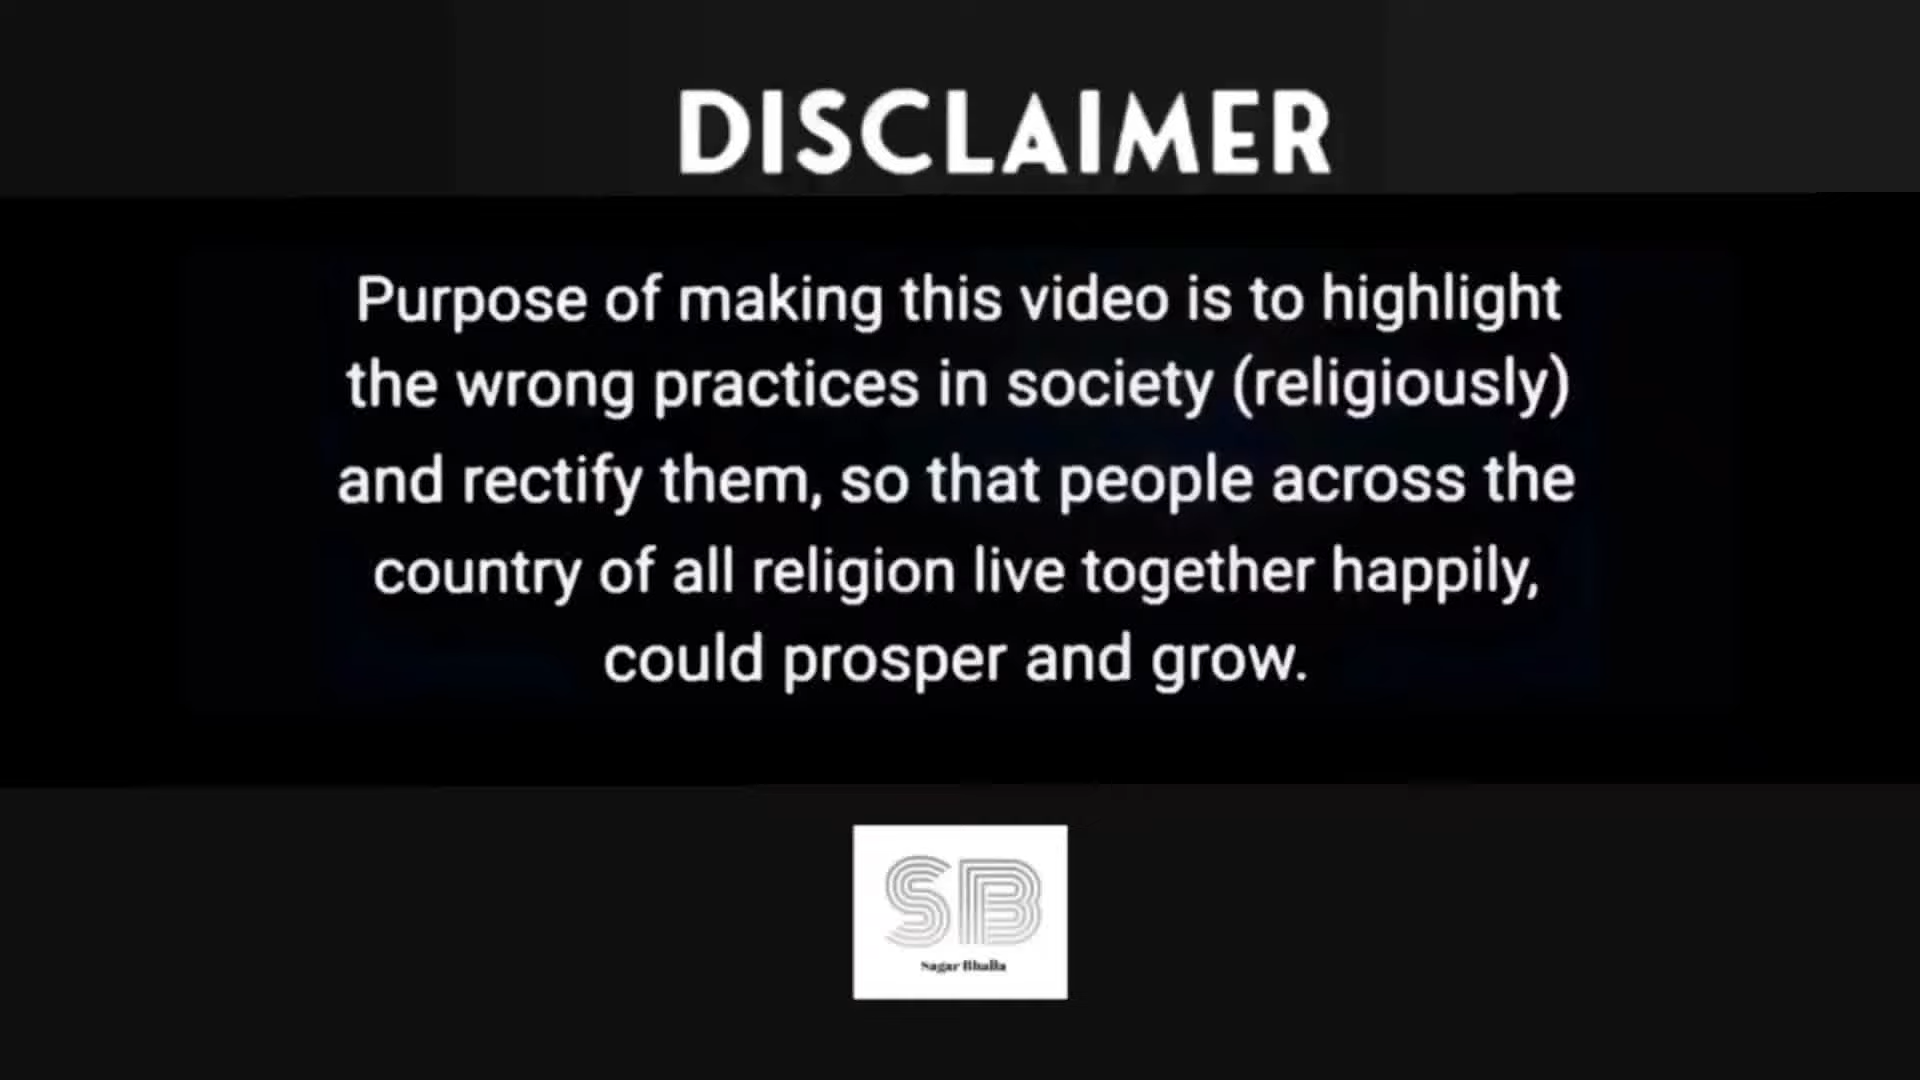 DISCLAIMER
Purpose of making this video is to highlight
the wrong practices in society (religiously)
and rectify them, so that people across the
country of all religion live together happily,
could prosper and grow.
SB
Sagar Bhalla